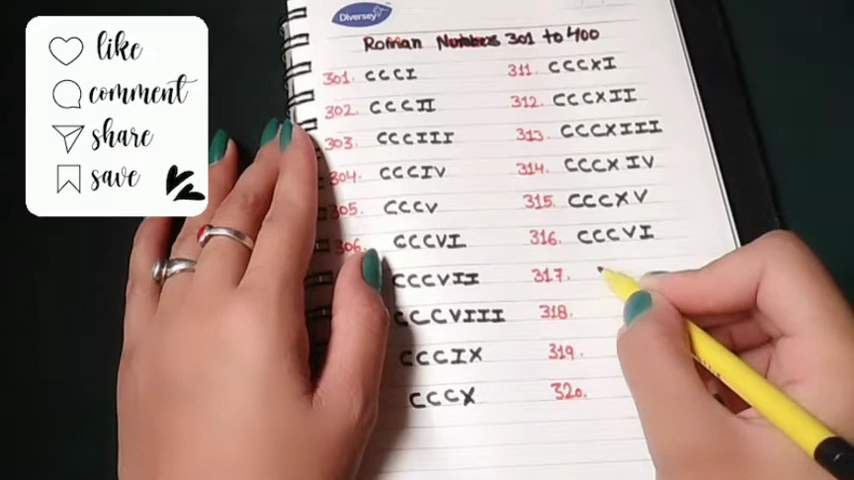 like
comment
share
save
Diversey
Roman Numbers 301 to 400
301. CCCI
302. CCCII
303. CCCIII
304. CCCIV
305. CCCV
306. CCCVI
CCCVII
CCCVIII
CCCIX
CCCX
311. CCCXI
312. CCCXII
313. CCCXIII
314. CCCXIV
315. CCCXV
316. CCCVI
317.
318.
319.
320.